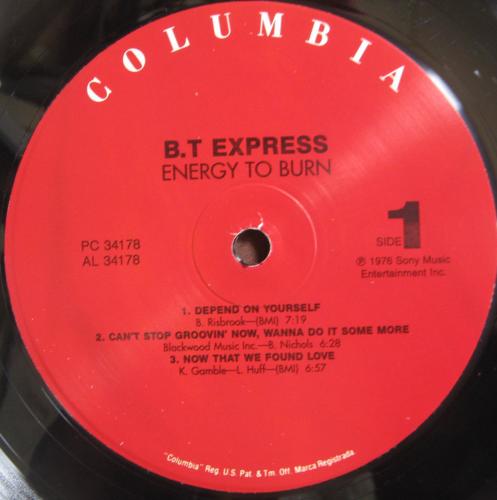 COLUMBIA
B.T EXPRESS
ENERGY TO BURN
PC 34178
AL 34178
SIDE 1
℗ 1976 Sony Music
Entertainment Inc.
1. DEPEND ON YOURSELF
B. Risbrook—(BMI) 7:19
2. CAN'T STOP GROOVIN' NOW, WANNA DO IT SOME MORE
Blackwood Music Inc.—B. Nichols 6:28
3. NOW THAT WE FOUND LOVE
K. Gamble—L. Huff—(BMI) 6:57
"Columbia" Reg. U.S. Pat. & Tm. Off. Marca Registrada.